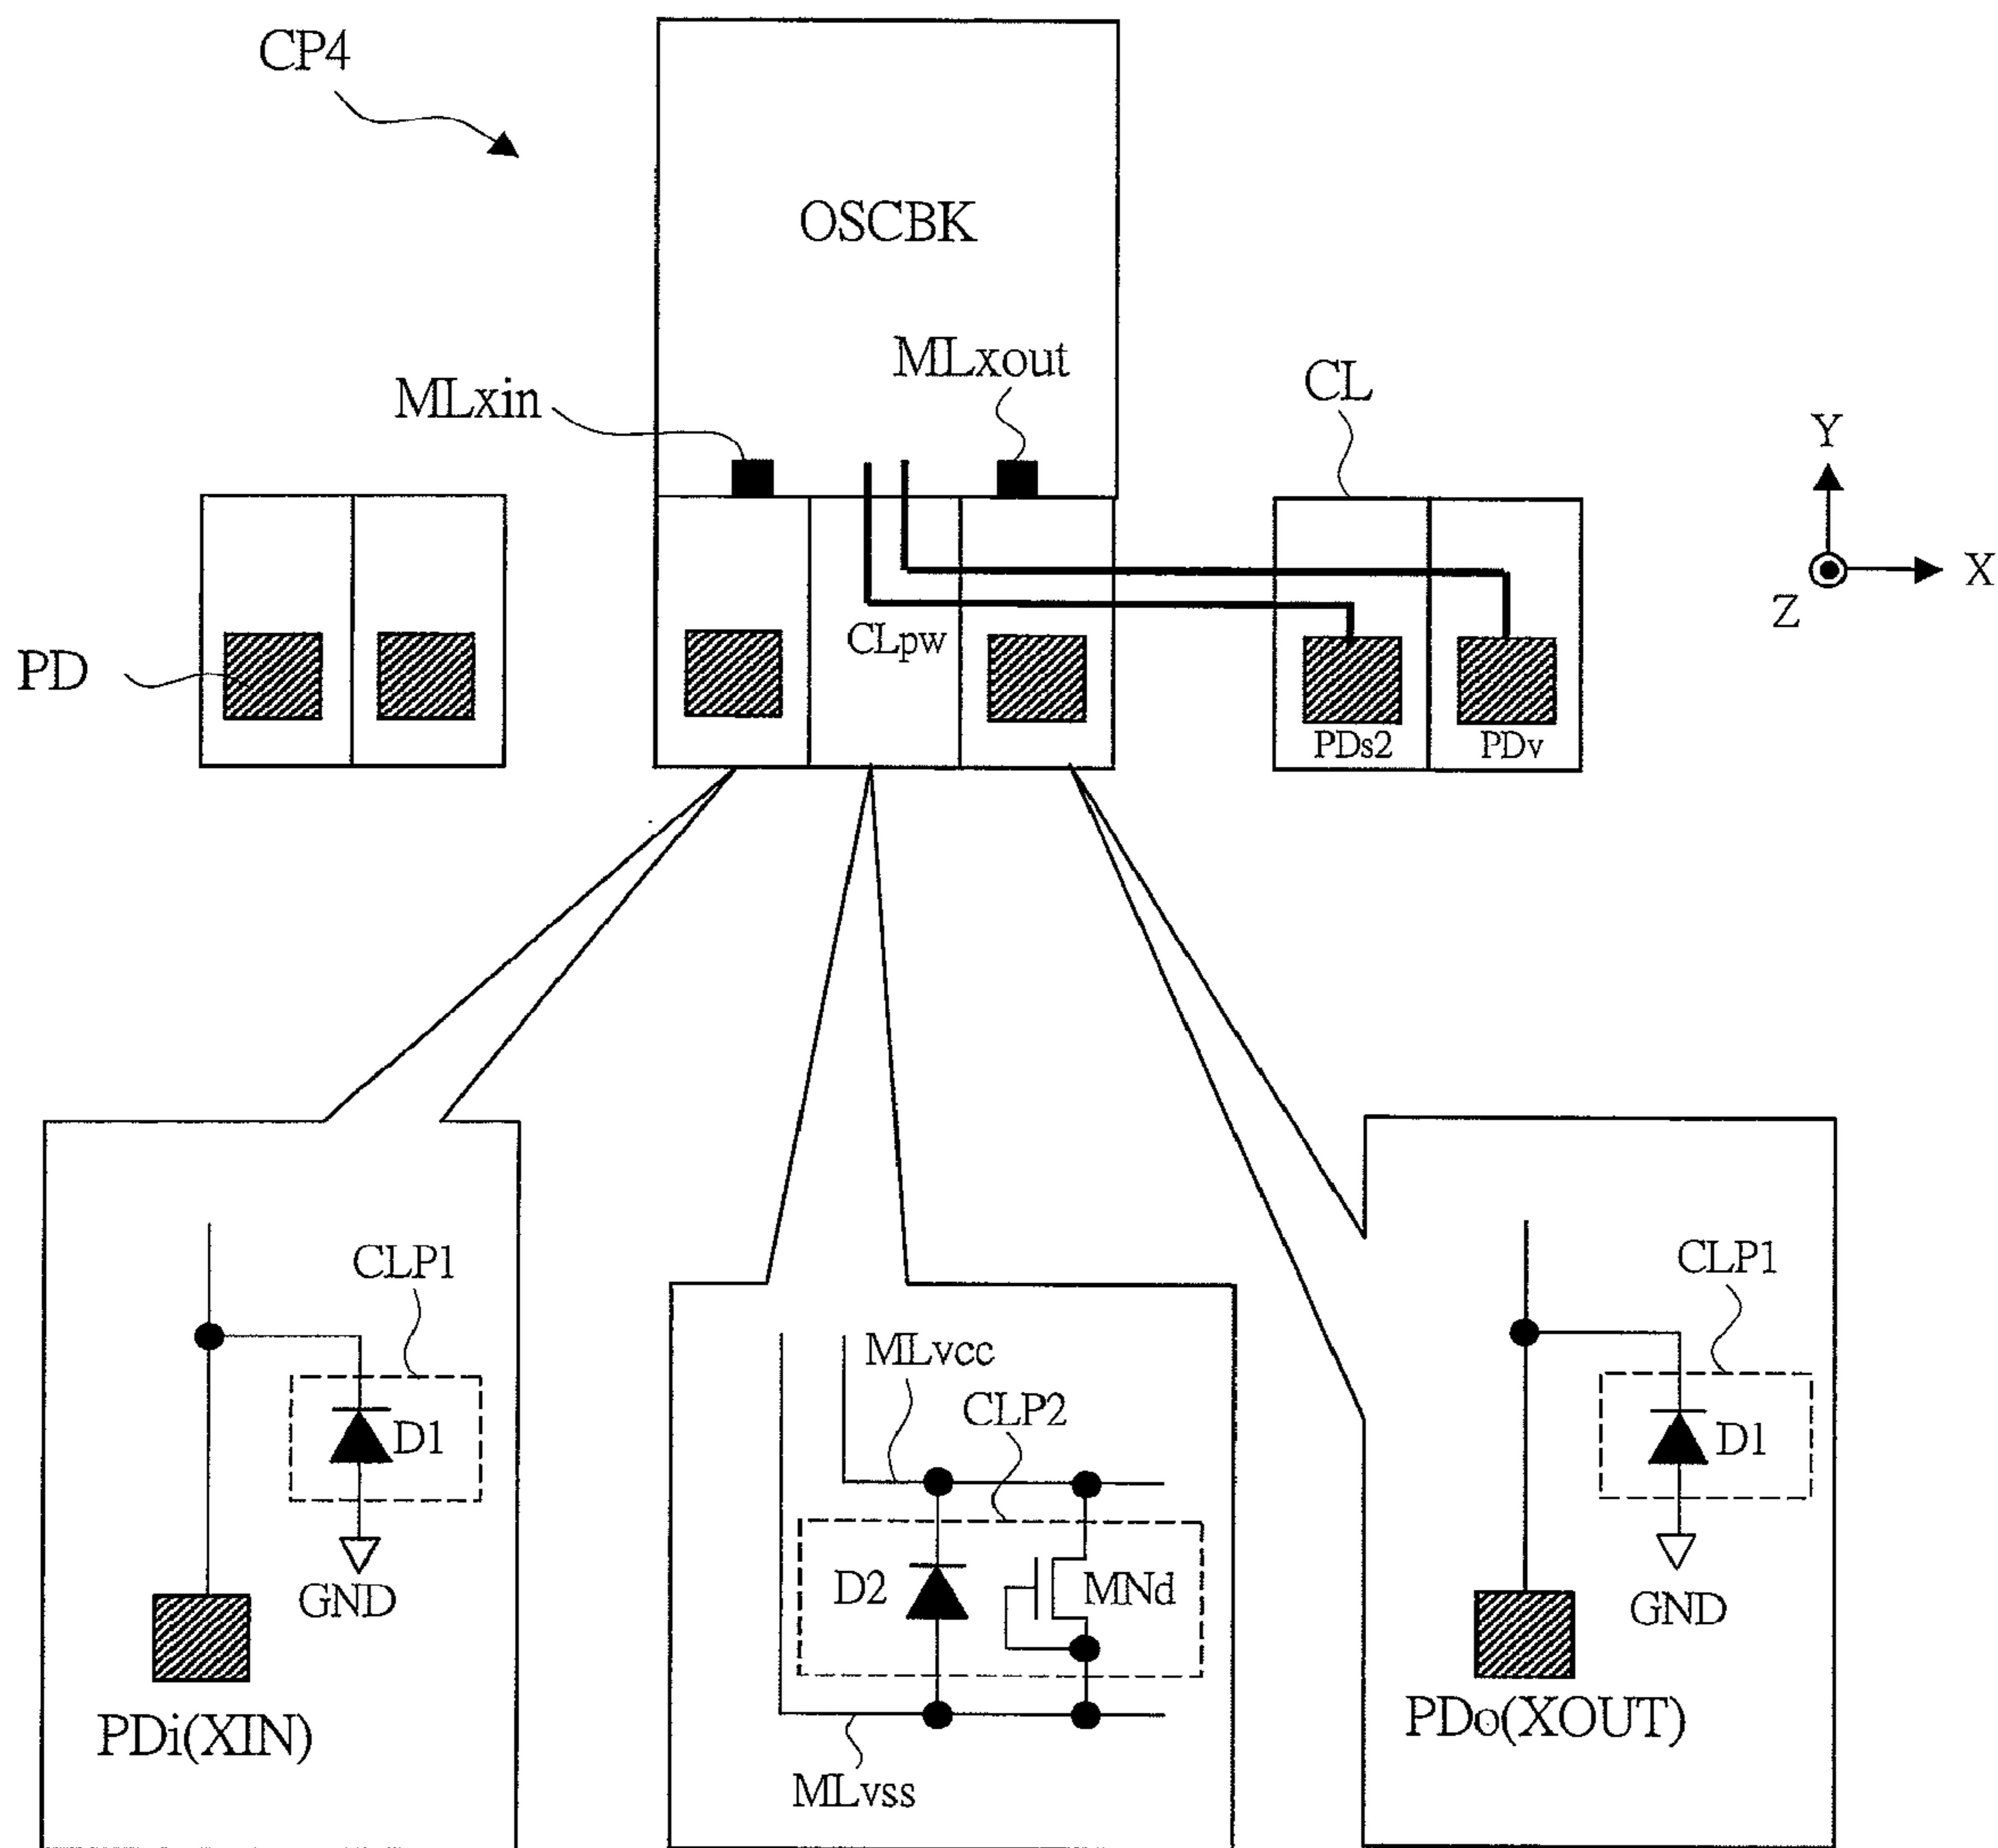 CP4
OSCBK
MLxout
MLxin
CL
Y
X
Z
CLpw
PD
PDs2
PDv
CLP1
D1
GND
PDi(XIN)
MLvcc
CLP2
D2
MNd
MLvss
CLP1
D1
GND
PDo(XOUT)